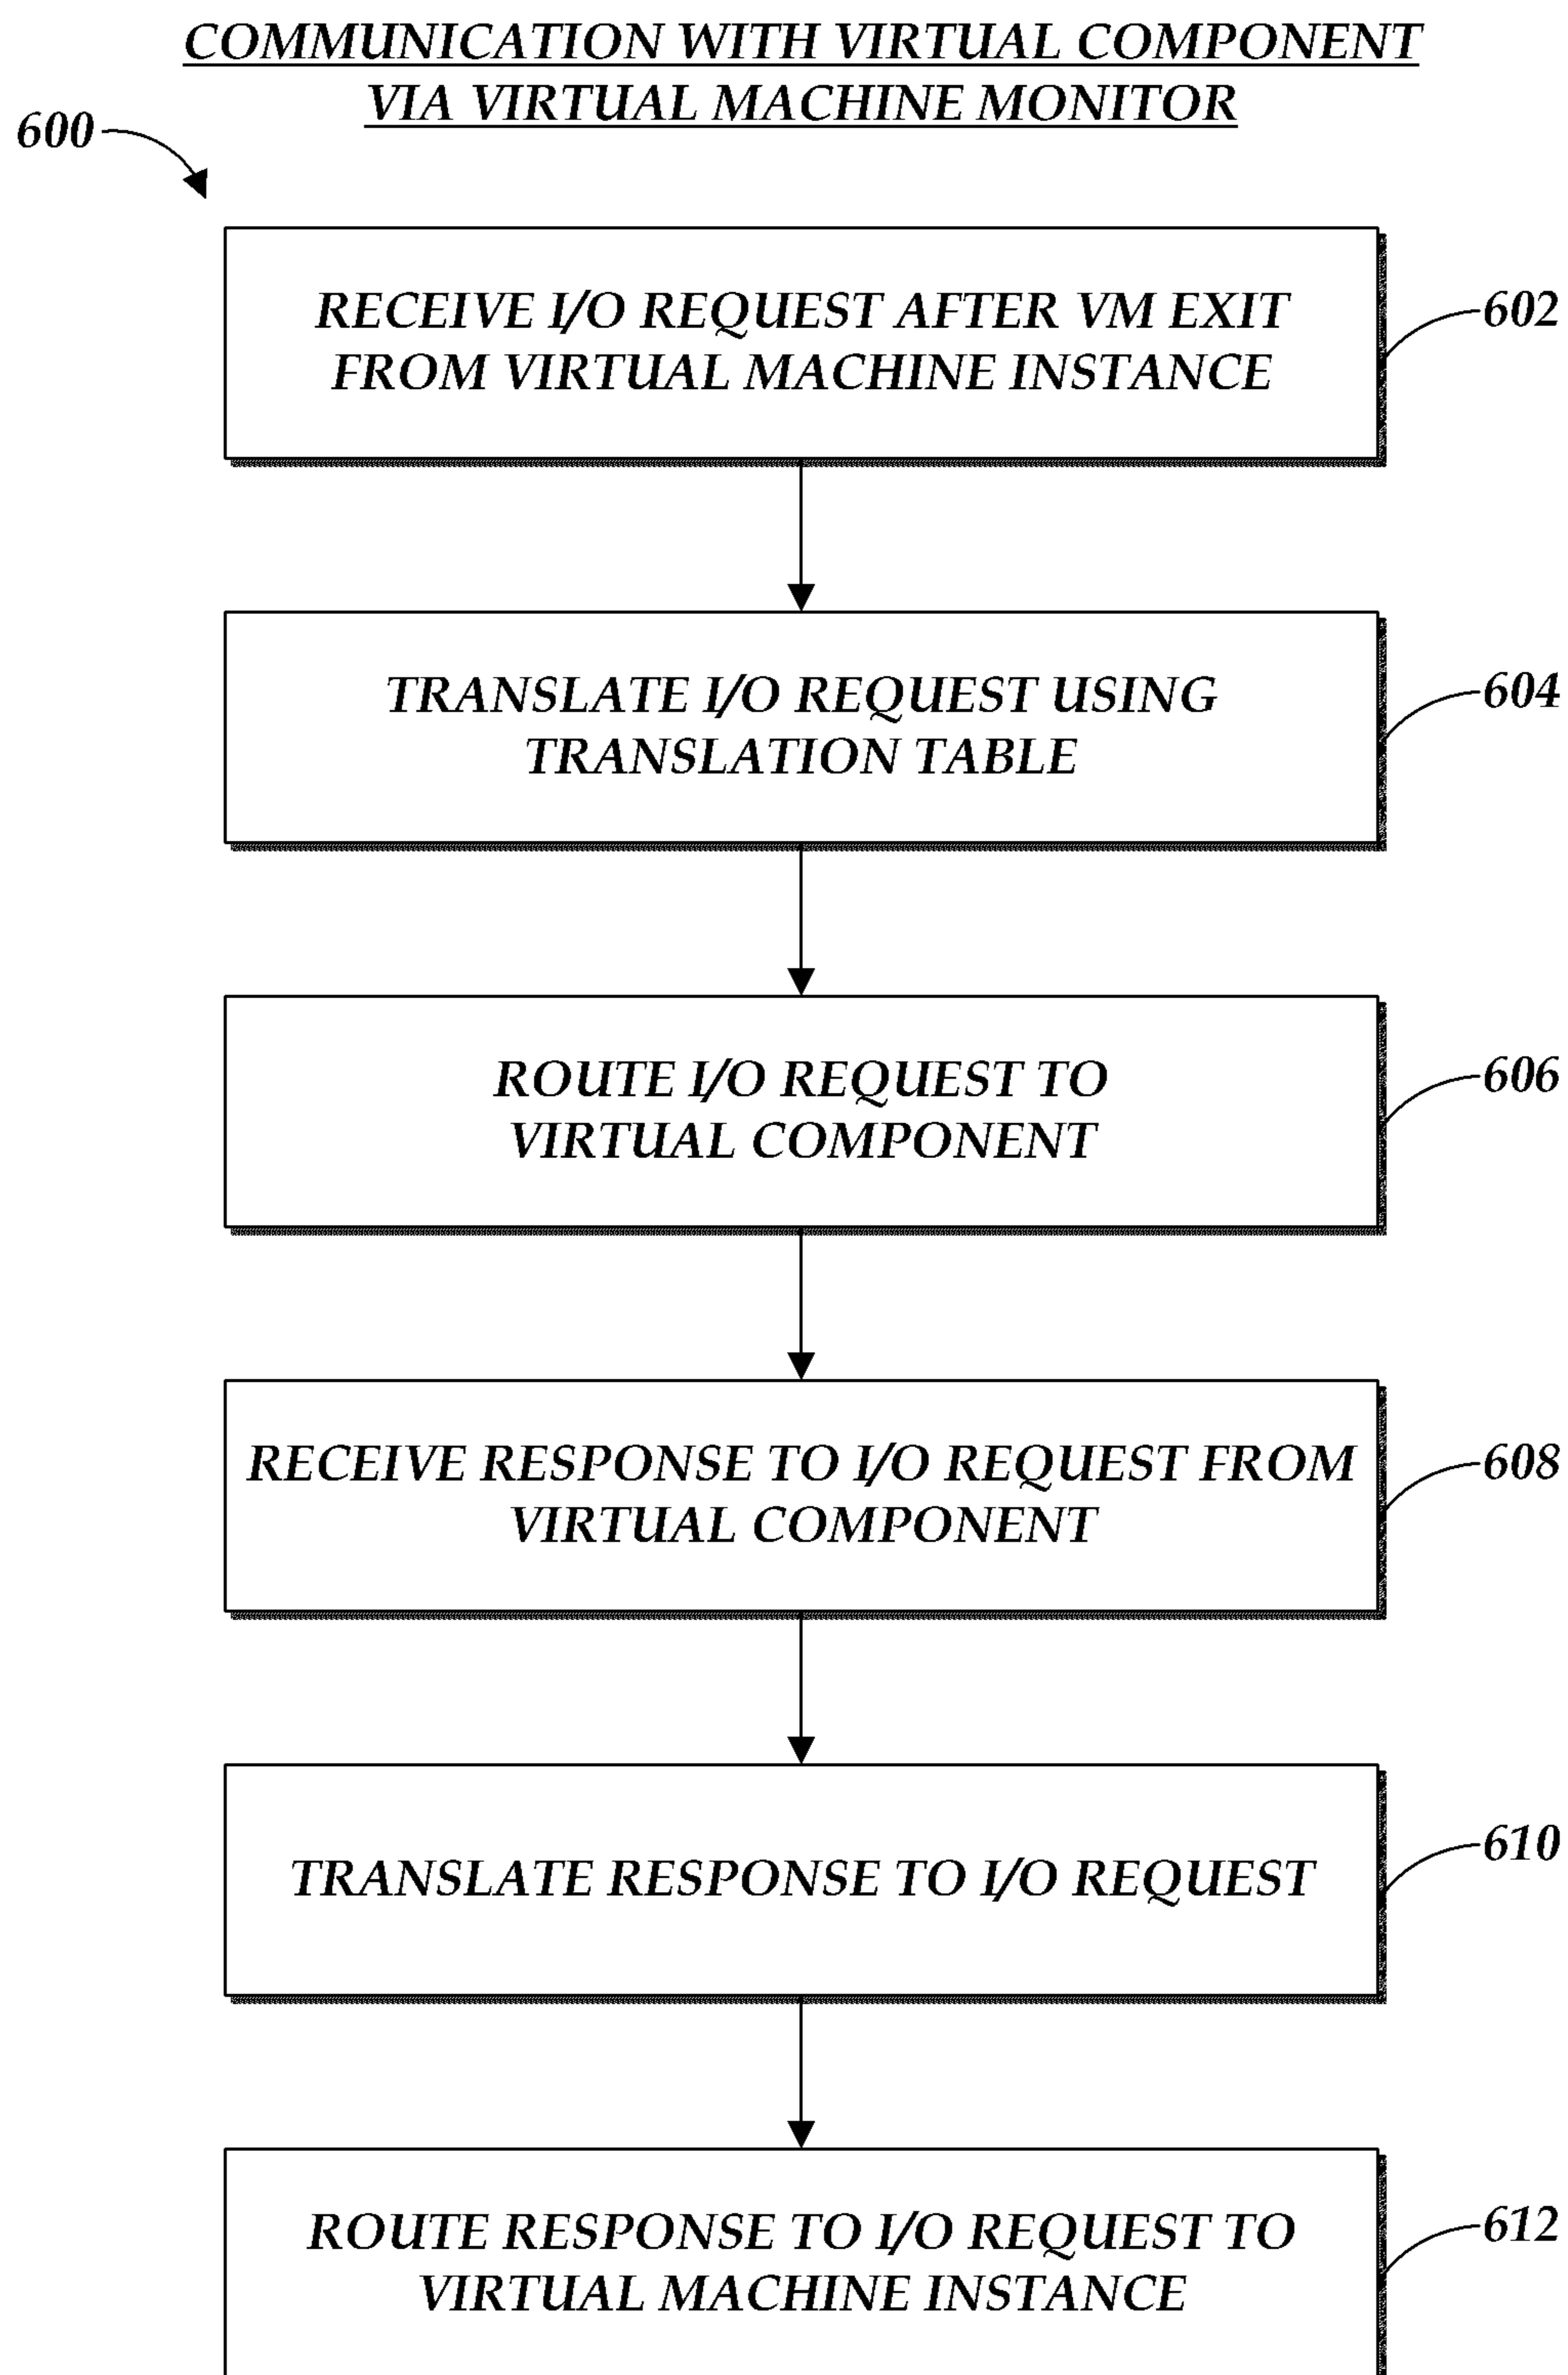 COMMUNICATION WITH VIRTUAL COMPONENT
VIA VIRTUAL MACHINE MONITOR
600
RECEIVE I/O REQUEST AFTER VM EXIT
FROM VIRTUAL MACHINE INSTANCE
602
TRANSLATE I/O REQUEST USING
TRANSLATION TABLE
604
ROUTE I/O REQUEST TO
VIRTUAL COMPONENT
606
RECEIVE RESPONSE TO I/O REQUEST FROM
VIRTUAL COMPONENT
608
TRANSLATE RESPONSE TO I/O REQUEST
610
ROUTE RESPONSE TO I/O REQUEST TO
VIRTUAL MACHINE INSTANCE
612